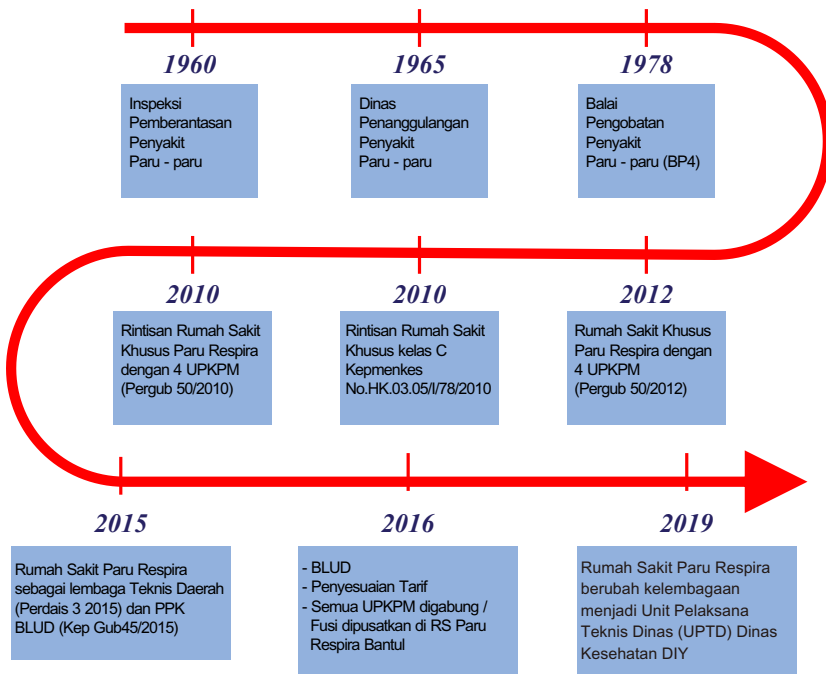 1960
Inspeksi
Pemberantasan
Penyakit
Paru - paru
1965
Dinas
Penanggulangan
Penyakit
Paru - paru
1978
Balai
Pengobatan
Penyakit
Paru - paru (BP4)
2010
Rintisan Rumah Sakit
Khusus Paru Respira
dengan 4 UPKPM
(Pergub 50/2010)
2010
Rintisan Rumah Sakit
Khusus kelas C
Kepmenkes
No.HK.03.05/I/78/2010
2012
Rumah Sakit Khusus
Paru Respira dengan
4 UPKPM
(Pergub 50/2012)
2015
Rumah Sakit Paru Respira
sebagai lembaga Teknis Daerah
(Perdais 3 2015) dan PPK
BLUD (Kep Gub45/2015)
2016
- BLUD
- Penyesuaian Tarif
- Semua UPKPM digabung /
Fusi dipusatkan di RS Paru
Respira Bantul
2019
Rumah Sakit Paru Respira
berubah kelembagaan
menjadi Unit Pelaksana
Teknis Dinas (UPTD) Dinas
Kesehatan DIY